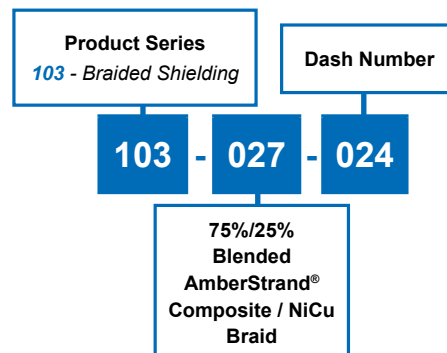 Product Series
103 - Braided Shielding
Dash Number
103 - 027 - 024
75%/25%
Blended
AmberStrand®
Composite / NiCu
Braid